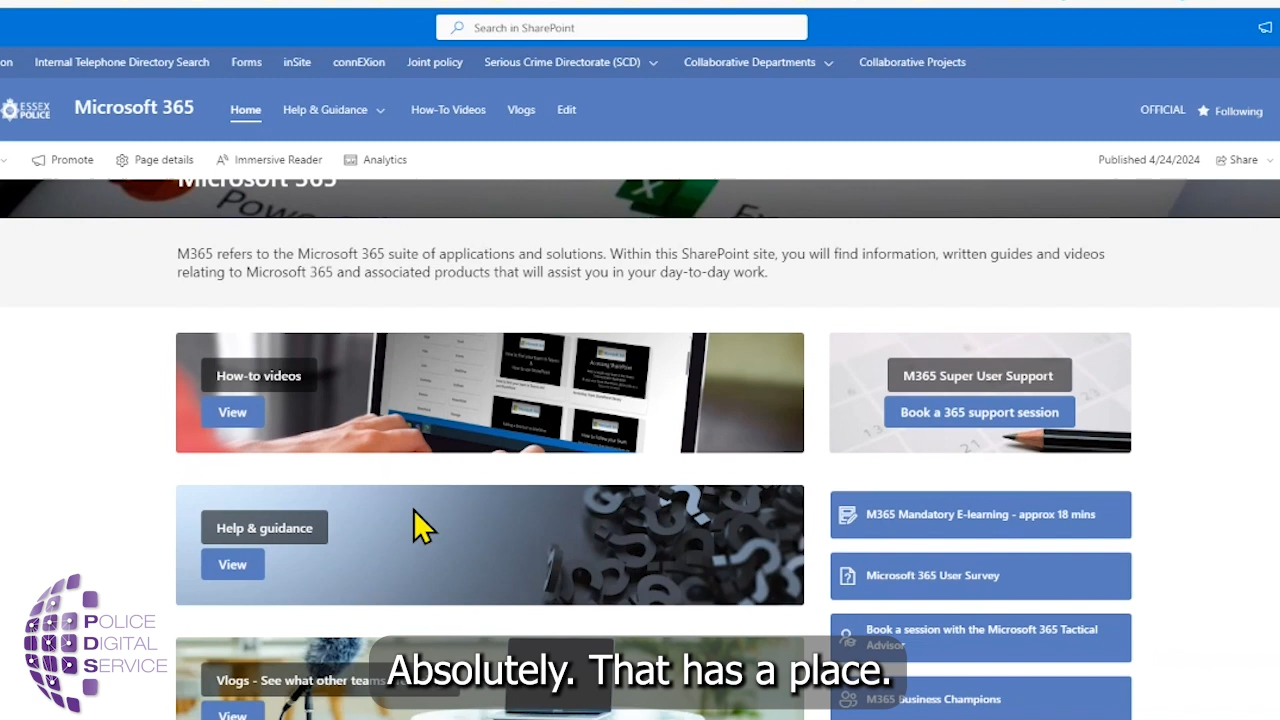 Search in SharePoint
on Internal Telephone Directory Search Forms inSite connEXion Joint policy Serious Crime Directorate (SCD) Collaborative Departments Collaborative Projects
ESSEX
POLICE
Microsoft 365 Home Help & Guidance How-To Videos Vlogs Edit OFFICIAL Following
Promote Page details Immersive Reader Analytics Published 4/24/2024 Share
Microsoft 365
M365 refers to the Microsoft 365 suite of applications and solutions. Within this SharePoint site, you will find information, written guides and videos
relating to Microsoft 365 and associated products that will assist you in your day-to-day work.
How-to videos
View
M365 Super User Support
Book a 365 support session
Help & guidance
View
M365 Mandatory E-learning - approx 18 mins
Microsoft 365 User Survey
Book a session with the Microsoft 365 Tactical
Advisor
M365 Business Champions
Vlogs - See what other teams
View
POLICE
DIGITAL
SERVICE
Absolutely. That has a place.